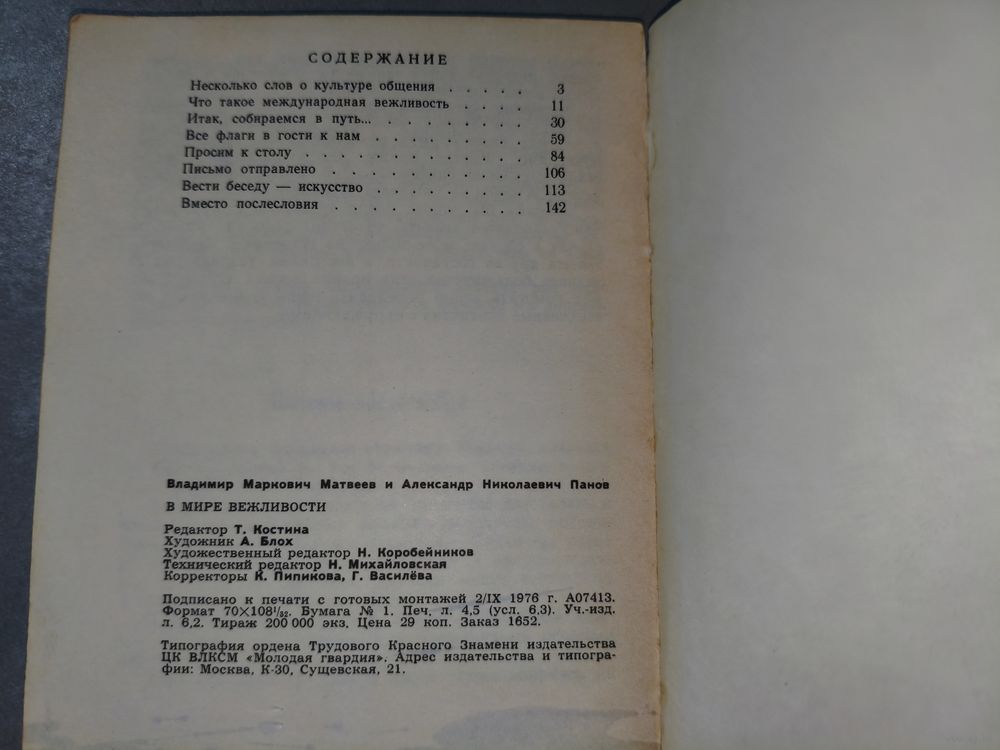 СОДЕРЖАНИЕ
Несколько слов о культуре общения . . . . . 3
Что такое международная вежливость . . . . 11
Итак, собираемся в путь... . . . . . . . . 30
Все флаги в гости к нам . . . . . . . . . 59
Просим к столу . . . . . . . . . . . . . 84
Письмо отправлено . . . . . . . . . . . 106
Вести беседу — искусство . . . . . . . . 113
Вместо послесловия . . . . . . . . . . . 142
Владимир Маркович Матвеев и Александр Николаевич Панов
В МИРЕ ВЕЖЛИВОСТИ
Редактор Т. Костина
Художник А. Блох
Художественный редактор Н. Коробейников
Технический редактор Н. Михайловская
Корректоры К. Пипикова, Г. Василёва
Подписано к печати с готовых монтажей 2/IX 1976 г. А07413.
Формат 70×108¹/₃₂. Бумага № 1. Печ. л. 4,5 (усл. 6,3). Уч.-изд.
л. 6,2. Тираж 200 000 экз. Цена 29 коп. Заказ 1652.
Типография ордена Трудового Красного Знамени издательства
ЦК ВЛКСМ «Молодая гвардия». Адрес издательства и типогра-
фии: Москва, К-30, Сущевская, 21.